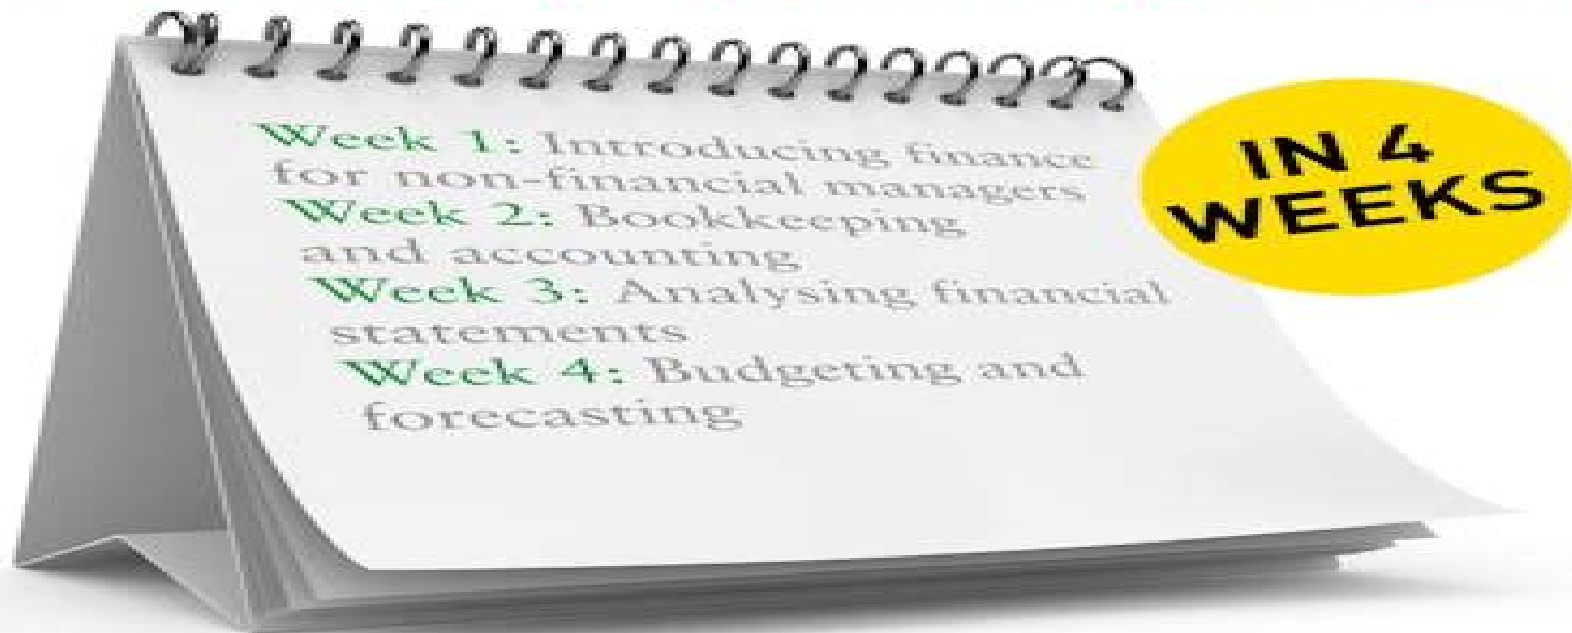 Week 1: Introducing finance
for non-financial managers
Week 2: Bookkeeping
and accounting
Week 3: Analysing financial
statements
Week 4: Budgeting and
forecasting
IN 4
WEEKS